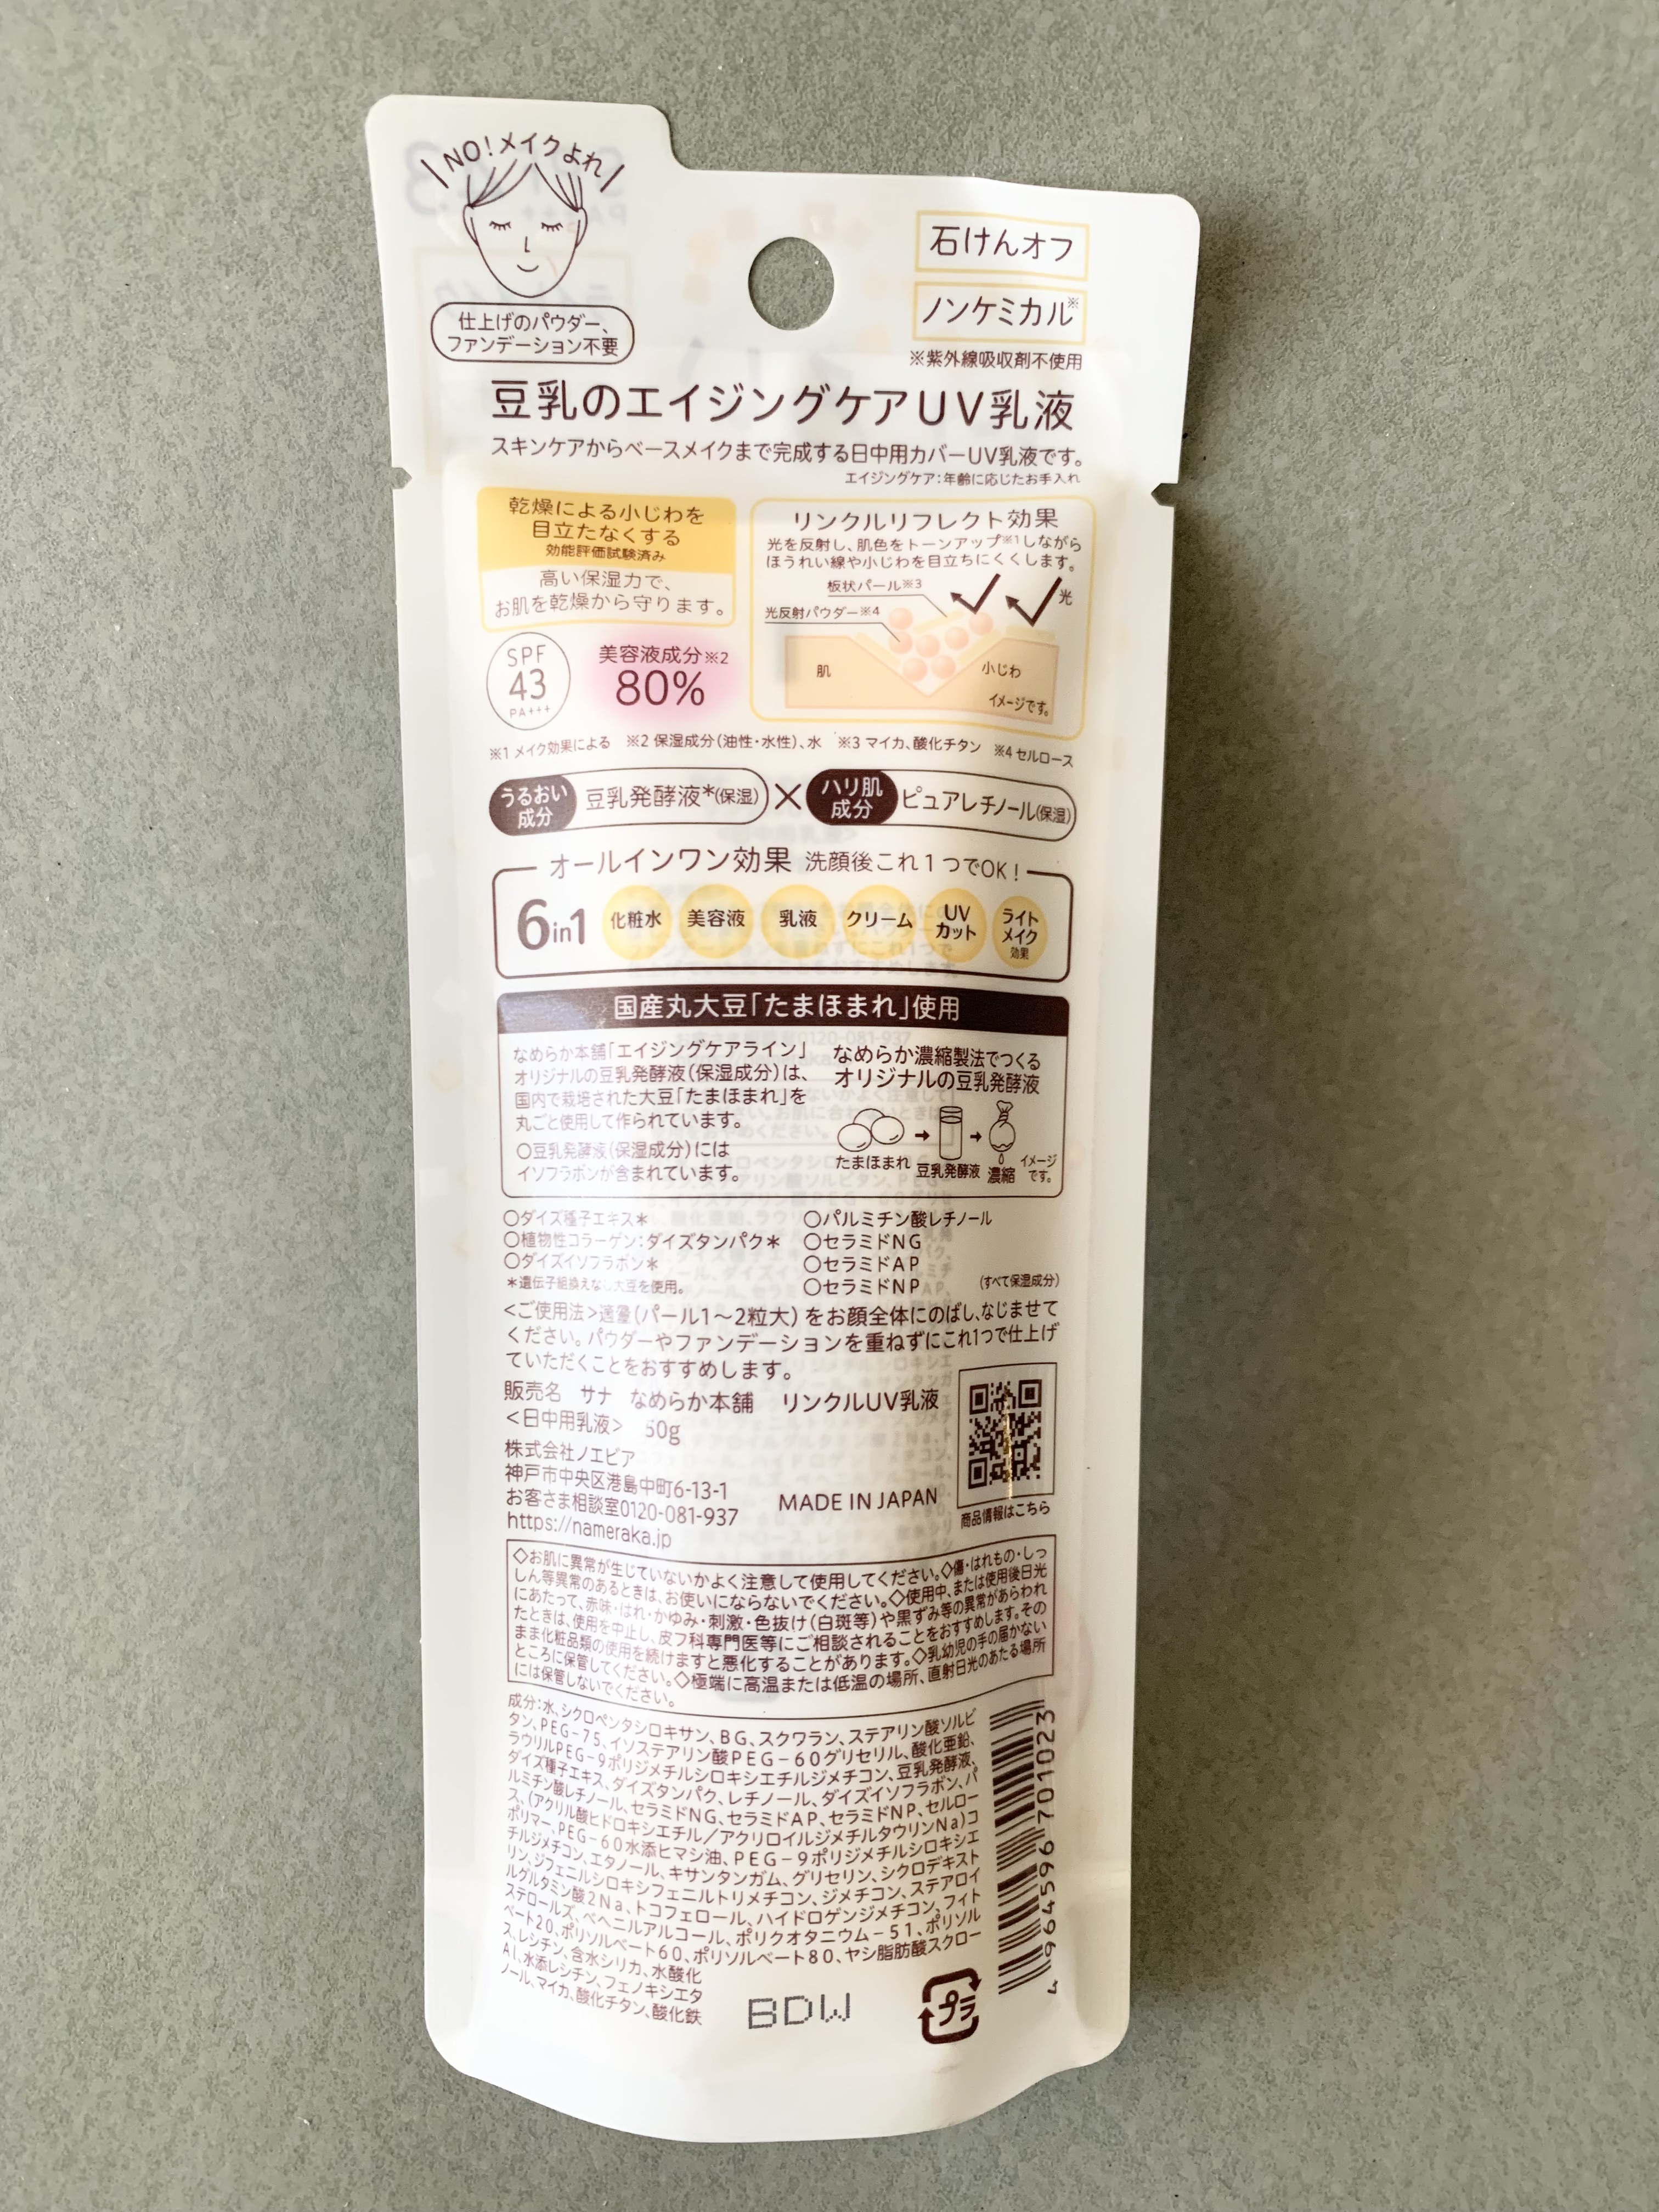 NO!メイクよれ
仕上げのパウダー、
ファンデーション不要
石けんオフ
ノンケミカル※
※紫外線吸収剤不使用
豆乳のエイジングケアUV乳液
スキンケアからベースメイクまで完成する日中用カバーUV乳液です。
エイジングケア:年齢に応じたお手入れ
乾燥による小じわを
目立たなくする
効能評価試験済み
高い保湿力で、
お肌を乾燥から守ります。
SPF
43
PA+++
美容液成分※2
80%
リンクルリフレクト効果
光を反射し、肌色をトーンアップ※1しながら
ほうれい線や小じわを目立ちにくくします。
板状パール※3
光
光反射パウダー※4
肌
小じわ
イメージです。
※1 メイク効果による ※2 保湿成分(油性・水性)、水 ※3 マイカ、酸化チタン ※4 セルロース
うるおい
成分
豆乳発酵液*(保湿)
×
ハリ肌
成分
ピュアレチノール(保湿)
オールインワン効果 洗顔後これ1つでOK!
6in1
化粧水
美容液
乳液
クリーム
UV
カット
ライト
メイク
効果
国産丸大豆「たまほまれ」使用
なめらか本舗「エイジングケアライン」
オリジナルの豆乳発酵液(保湿成分)は、
国内で栽培された大豆「たまほまれ」を
丸ごと使用して作られています。
○豆乳発酵液(保湿成分)には
イソフラボンが含まれています。
なめらか濃縮製法でつくる
オリジナルの豆乳発酵液
たまほまれ
豆乳発酵液
濃縮
イメージ
です。
○ダイズ種子エキス*
○植物性コラーゲン:ダイズタンパク*
○ダイズイソフラボン*
*遺伝子組換えなし大豆を使用。
○パルミチン酸レチノール
○セラミドNG
○セラミドAP
○セラミドNP
(すべて保湿成分)
<ご使用法>適量(パール1〜2粒大)をお顔全体にのばし、なじませて
ください。パウダーやファンデーションを重ねずにこれ1つで仕上げ
ていただくことをおすすめします。
販売名 サナ なめらか本舗 リンクルUV乳液
<日中用乳液> 50g
株式会社ノエビア
神戸市中央区港島中町6-13-1
お客さま相談室0120-081-937
https://nameraka.jp
MADE IN JAPAN
商品情報はこちら
◇お肌に異常が生じていないかよく注意して使用してください。◇傷・はれもの・しっ
しん等異常のあるときは、お使いにならないでください。◇使用中、または使用後日光
にあたって、赤味・はれ・かゆみ・刺激・色抜け(白斑等)や黒ずみ等の異常があらわれ
たときは、使用を中止し、皮フ科専門医等にご相談されることをおすすめします。その
まま化粧品類の使用を続けますと悪化することがあります。◇乳幼児の手の届かない
ところに保管してください。◇極端に高温または低温の場所、直射日光のあたる場所
には保管しないでください。
成分:水、シクロペンタシロキサン、BG、スクワラン、ステアリン酸ソルビ
タン、PEG-75、イソステアリン酸PEG-60グリセリル、酸化亜鉛、
ラウリルPEG-9ポリジメチルシロキシエチルジメチコン、豆乳発酵液、
ダイズ種子エキス、ダイズタンパク、レチノール、ダイズイソフラボン、パ
ルミチン酸レチノール、セラミドNG、セラミドAP、セラミドNP、セルロー
ス、(アクリル酸ヒドロキシエチル/アクリロイルジメチルタウリンNa)コ
ポリマー、PEG-60水添ヒマシ油、PEG-9ポリジメチルシロキシエ
チルジメチコン、エタノール、キサンタンガム、グリセリン、シクロデキスト
リン、ジフェニルシロキシフェニルトリメチコン、ジメチコン、ステアロイ
ルグルタミン酸2Na、トコフェロール、ハイドロゲンジメチコン、フィト
ステロールズ、ベヘニルアルコール、ポリクオタニウム-51、ポリソル
ベート20、ポリソルベート60、ポリソルベート80、ヤシ脂肪酸スクロー
ス、レシチン、含水シリカ、水酸化
Al、水添レシチン、フェノキシエタ
ノール、マイカ、酸化チタン、酸化鉄
BDW
プラ
4 964596 701023